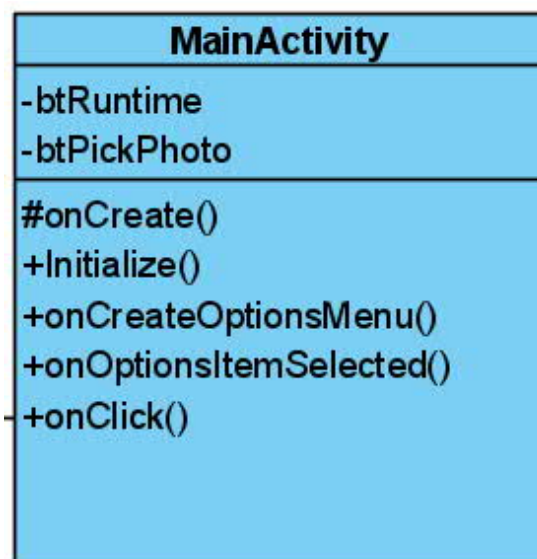 MainActivity
-btRuntime
-btPickPhoto
#onCreate()
+Initialize()
+onCreateOptionsMenu()
+onOptionsItemSelected()
+onClick()